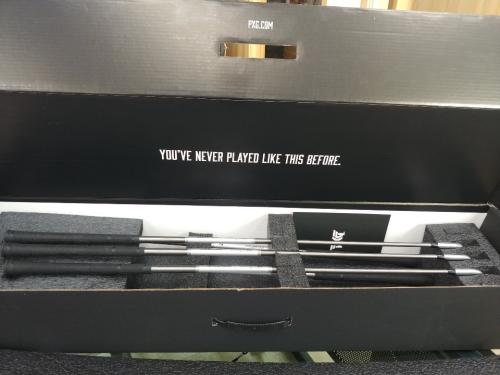 PXG.COM
YOU'VE NEVER PLAYED LIKE THIS BEFORE.